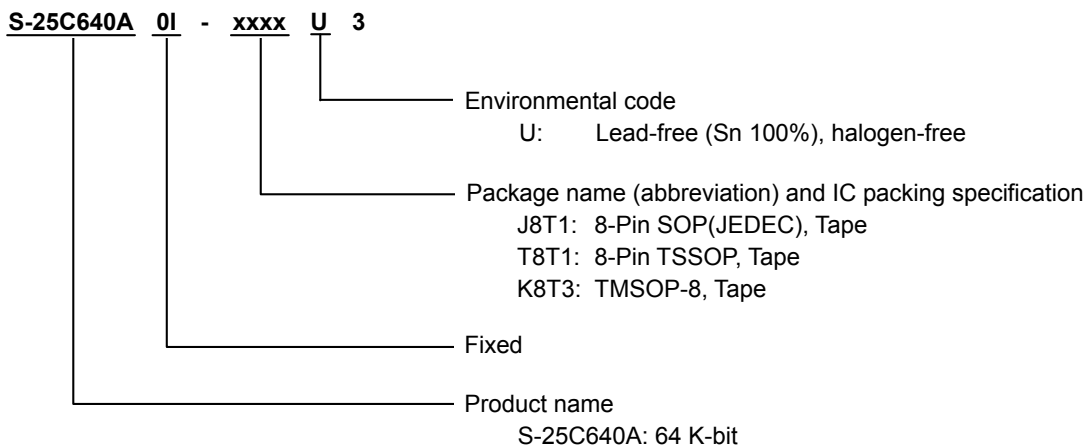 S-25C640A 0I - xxxx U 3
Environmental code
U: Lead-free (Sn 100%), halogen-free
Package name (abbreviation) and IC packing specification
J8T1: 8-Pin SOP(JEDEC), Tape
T8T1: 8-Pin TSSOP, Tape
K8T3: TMSOP-8, Tape
Fixed
Product name
S-25C640A: 64 K-bit